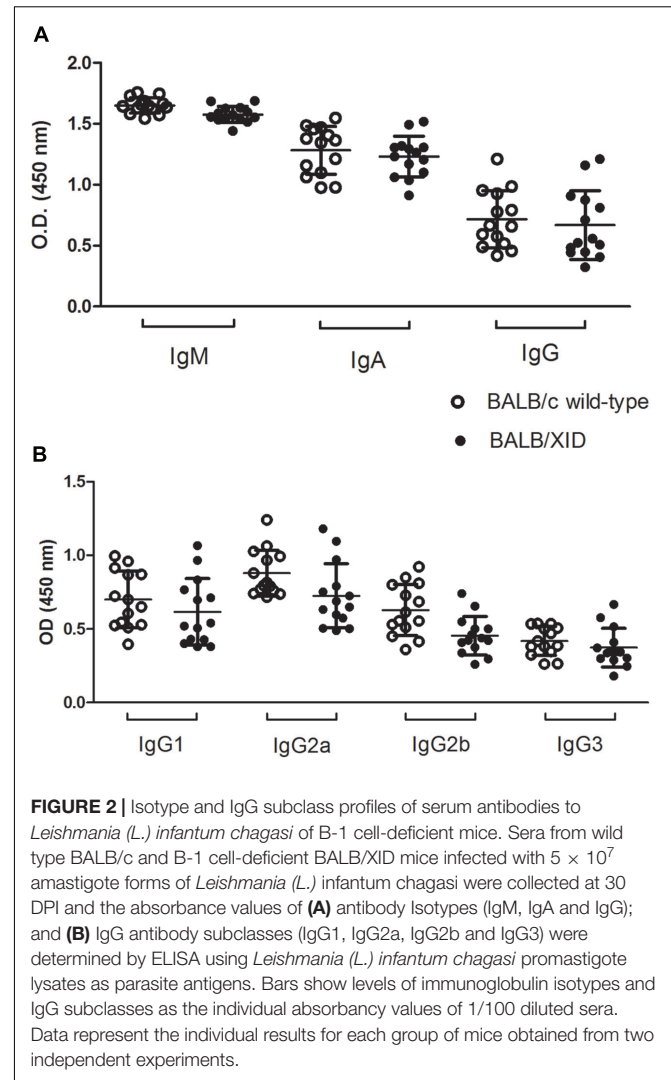 A
2.0
1.5
1.0
0.5
0.0
O.D. (450 nm)
IgM IgA IgG
BALB/c wild-type
BALB/XID
B
1.5
1.0
0.5
0.0
OD (450 nm)
IgG1 IgG2a IgG2b IgG3
FIGURE 2 | Isotype and IgG subclass profiles of serum antibodies to
Leishmania (L.) infantum chagasi of B-1 cell-deficient mice. Sera from wild
type BALB/c and B-1 cell-deficient BALB/XID mice infected with 5 × 10⁷
amastigote forms of Leishmania (L.) infantum chagasi were collected at 30
DPI and the absorbance values of (A) antibody Isotypes (IgM, IgA and IgG);
and (B) IgG antibody subclasses (IgG1, IgG2a, IgG2b and IgG3) were
determined by ELISA using Leishmania (L.) infantum chagasi promastigote
lysates as parasite antigens. Bars show levels of immunoglobulin isotypes and
IgG subclasses as the individual absorbancy values of 1/100 diluted sera.
Data represent the individual results for each group of mice obtained from two
independent experiments.